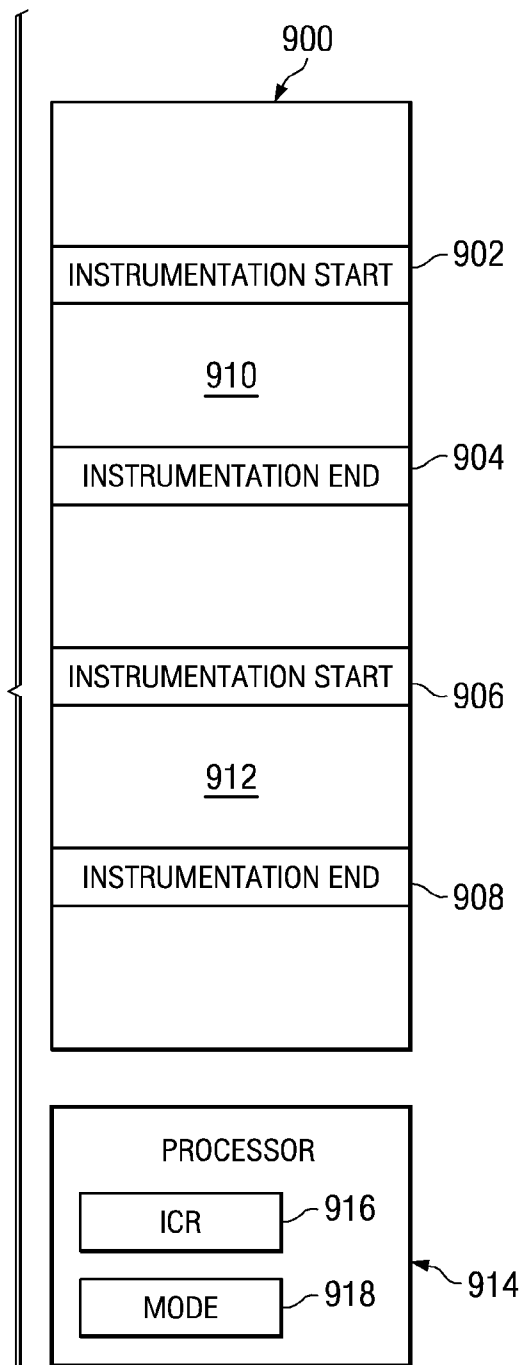 900
INSTRUMENTATION START
902
910
INSTRUMENTATION END
904
INSTRUMENTATION START
906
912
INSTRUMENTATION END
908
PROCESSOR
ICR
916
MODE
918
914